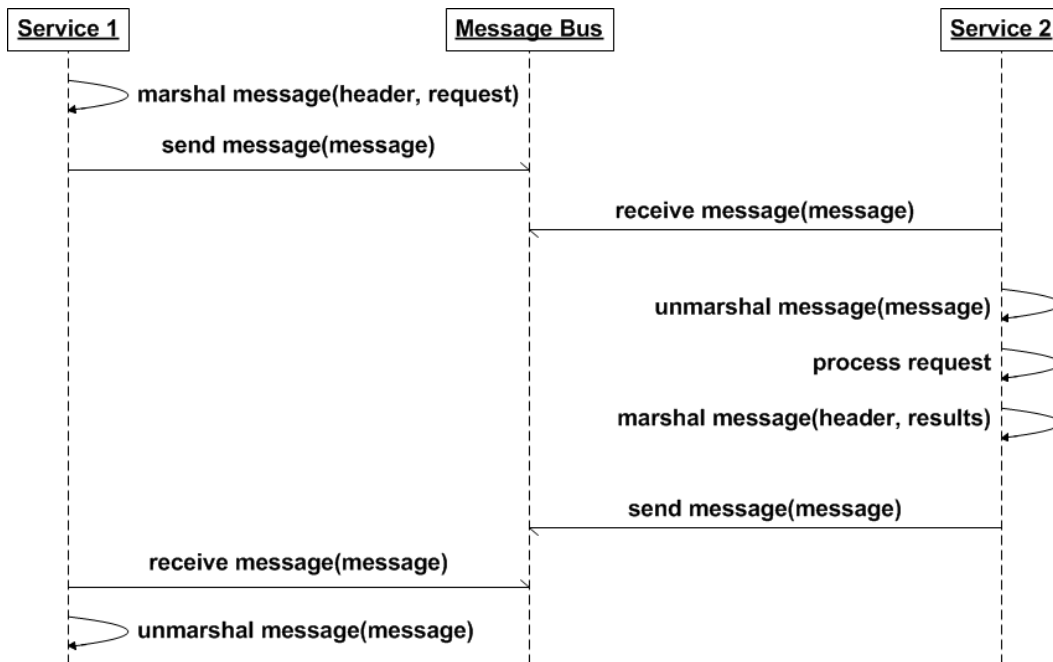 Service 1
Message Bus
Service 2
marshal message(header, request)
send message(message)
receive message(message)
unmarshal message(message)
process request
marshal message(header, results)
send message(message)
receive message(message)
unmarshal message(message)